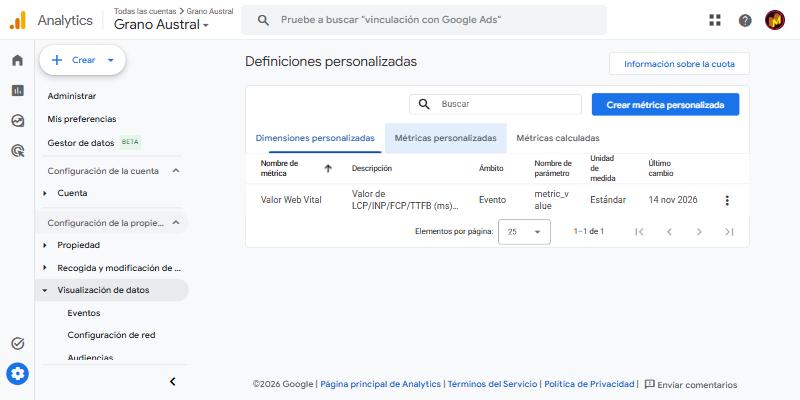 Analytics
Todas las cuentas > Grano Austral
Grano Austral
Pruebe a buscar "vinculación con Google Ads"
Crear
Administrar
Mis preferencias
Gestor de datos BETA
Configuración de la cuenta
Cuenta
Configuración de la propie...
Propiedad
Recogida y modificación de ...
Visualización de datos
Eventos
Configuración de red
Audiencias
Definiciones personalizadas
Información sobre la cuota
Buscar
Crear métrica personalizada
Dimensiones personalizadas Métricas personalizadas Métricas calculadas
Nombre de métrica
Descripción
Ámbito
Nombre de parámetro
Unidad de medida
Último cambio
Valor Web Vital
Valor de
LCP/INP/FCP/TTFB (ms)...
Evento
metric_v
alue
Estándar
14 nov 2026
Elementos por página: 25 1–1 de 1
©2026 Google | Página principal de Analytics | Términos del Servicio | Política de Privacidad | Enviar comentarios